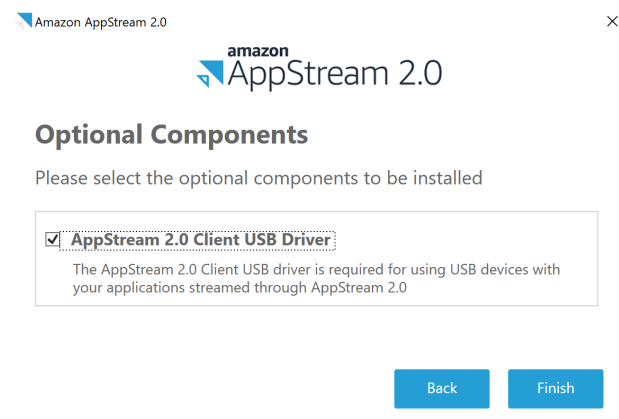 Amazon AppStream 2.0
amazon
AppStream 2.0
Optional Components
Please select the optional components to be installed
AppStream 2.0 Client USB Driver
The AppStream 2.0 Client USB driver is required for using USB devices with
your applications streamed through AppStream 2.0
Back
Finish